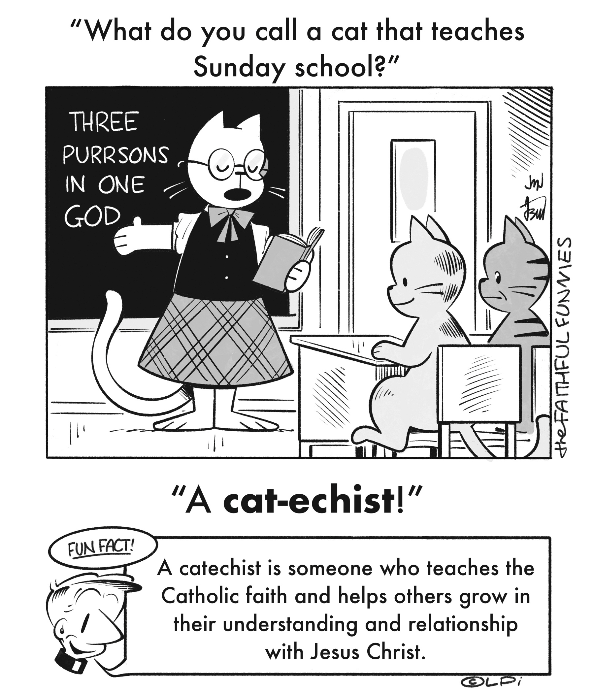 “What do you call a cat that teaches
Sunday school?”
THREE
PURRSONS
IN ONE
GOD
the FAITHFUL FUNNIES
“A cat-echist!”
FUN FACT!
A catechist is someone who teaches the
Catholic faith and helps others grow in
their understanding and relationship
with Jesus Christ.
©LPi